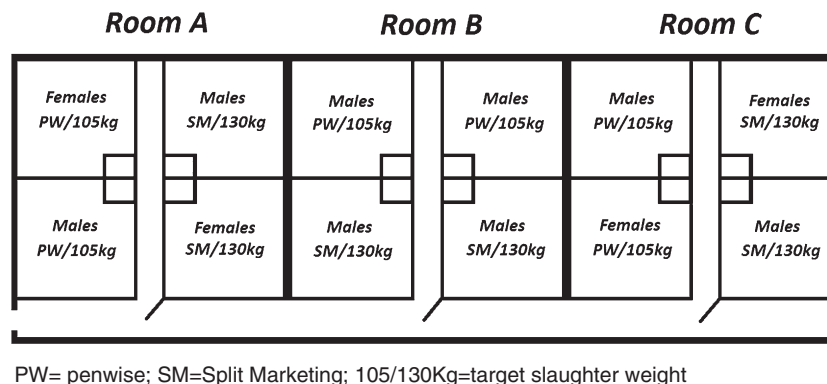 Room A
Room B
Room C
Females
PW/105kg
Males
SM/130kg
Males
PW/105kg
Males
PW/105kg
Males
PW/105kg
Females
SM/130kg
Males
PW/105kg
Females
SM/130kg
Males
SM/130kg
Males
SM/130kg
Females
PW/105kg
Males
SM/130kg
PW= penwise; SM=Split Marketing; 105/130Kg=target slaughter weight